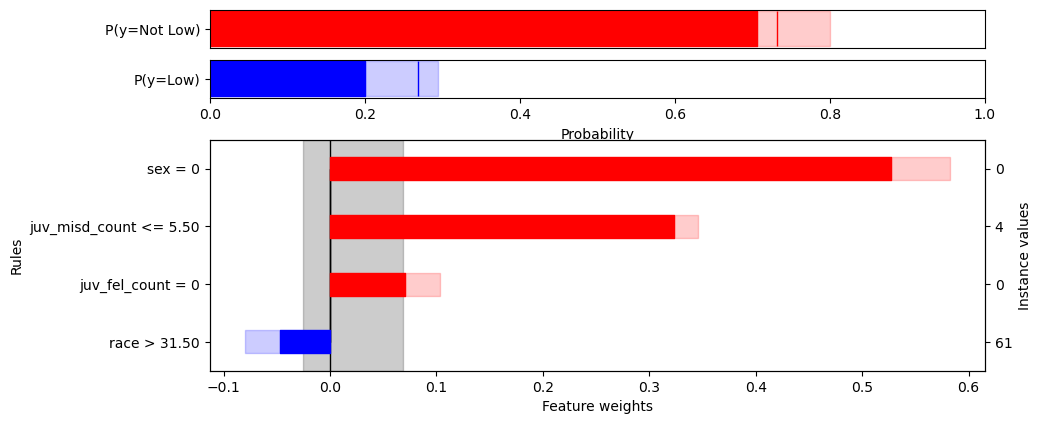 P(y=Not Low)
P(y=Low)
0.0 0.2 0.4 0.6 0.8 1.0
Probability
sex = 0 0
juv_misd_count <= 5.50 4
juv_fel_count = 0 0
race > 31.50 61
Rules
Instance values
−0.1 0.0 0.1 0.2 0.3 0.4 0.5 0.6
Feature weights